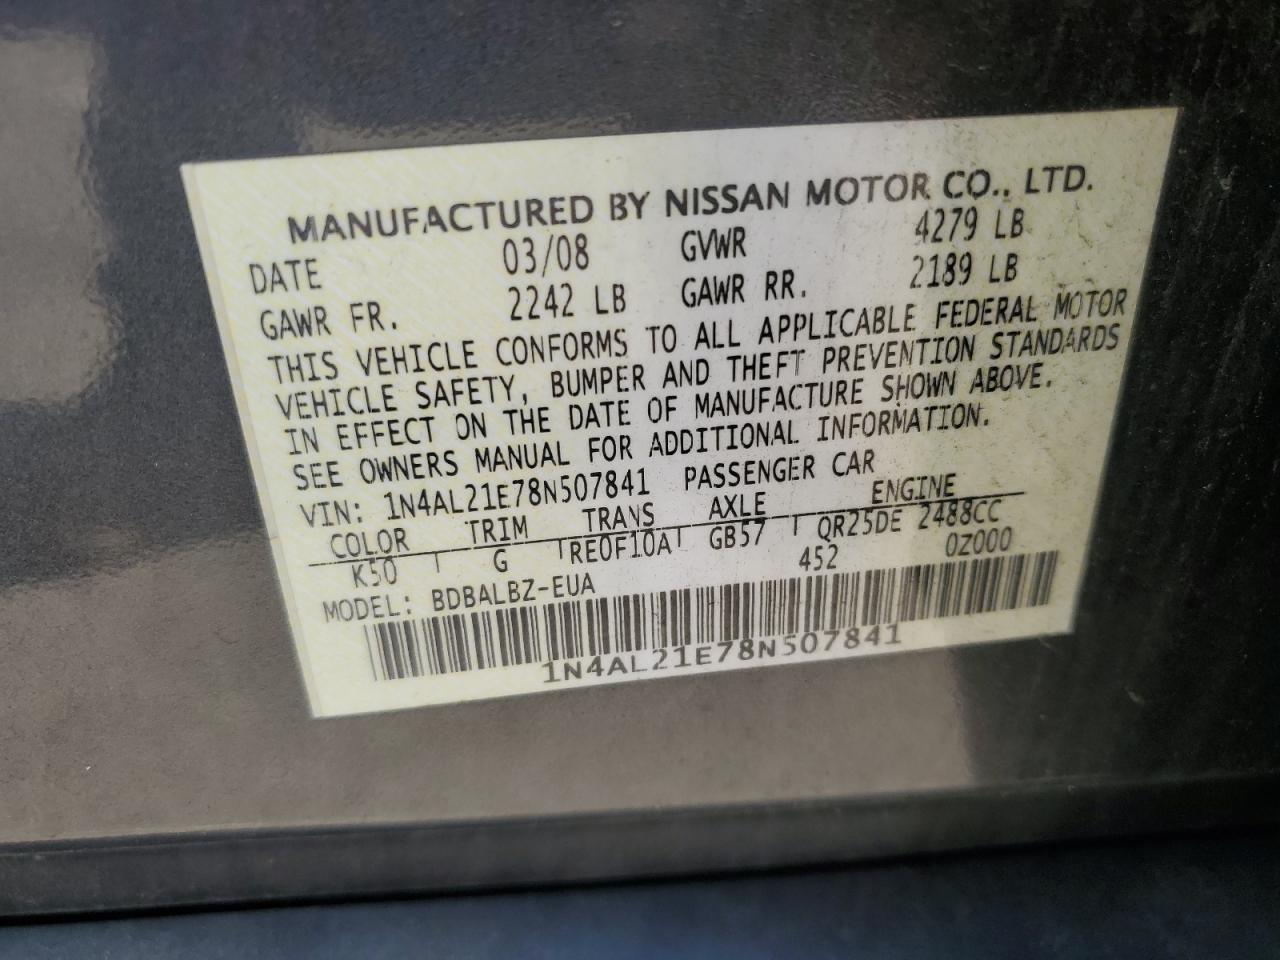 MANUFACTURED BY NISSAN MOTOR CO., LTD.
DATE 03/08 GVWR 4279 LB
GAWR FR. 2242 LB GAWR RR. 2189 LB
THIS VEHICLE CONFORMS TO ALL APPLICABLE FEDERAL MOTOR
VEHICLE SAFETY, BUMPER AND THEFT PREVENTION STANDARDS
IN EFFECT ON THE DATE OF MANUFACTURE SHOWN ABOVE.
SEE OWNERS MANUAL FOR ADDITIONAL INFORMATION.
VIN: 1N4AL21E78N507841 PASSENGER CAR
COLOR TRIM TRANS AXLE ENGINE
K50 G RE0F10A GB57 QR25DE 2488CC
MODEL: BDBALBZ-EUA 452 0Z000
1N4AL21E78N507841